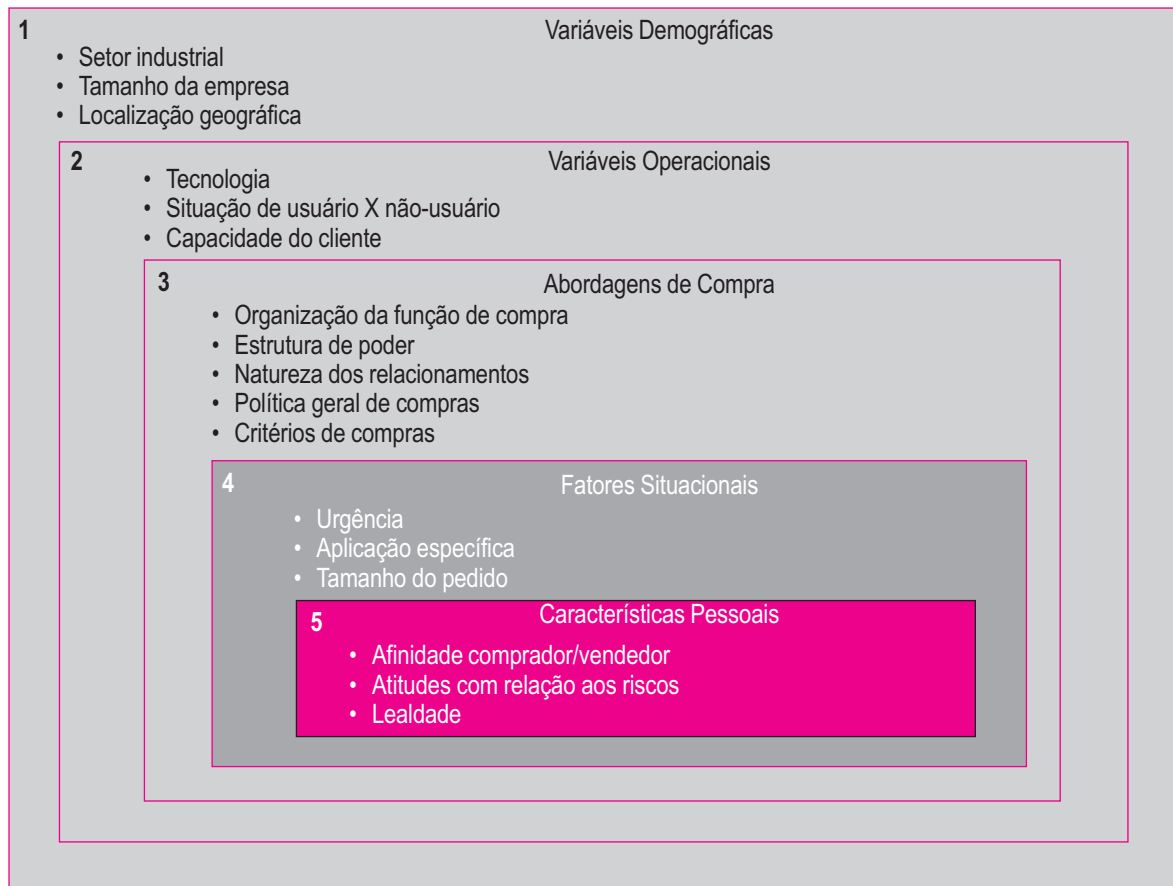 1 Variáveis Demográficas
• Setor industrial
• Tamanho da empresa
• Localização geográfica
2 Variáveis Operacionais
• Tecnologia
• Situação de usuário X não-usuário
• Capacidade do cliente
3 Abordagens de Compra
• Organização da função de compra
• Estrutura de poder
• Natureza dos relacionamentos
• Política geral de compras
• Critérios de compras
4 Fatores Situacionais
• Urgência
• Aplicação específica
• Tamanho do pedido
5 Característícas Pessoais
• Afinidade comprador/vendedor
• Atitudes com relação aos riscos
• Lealdade